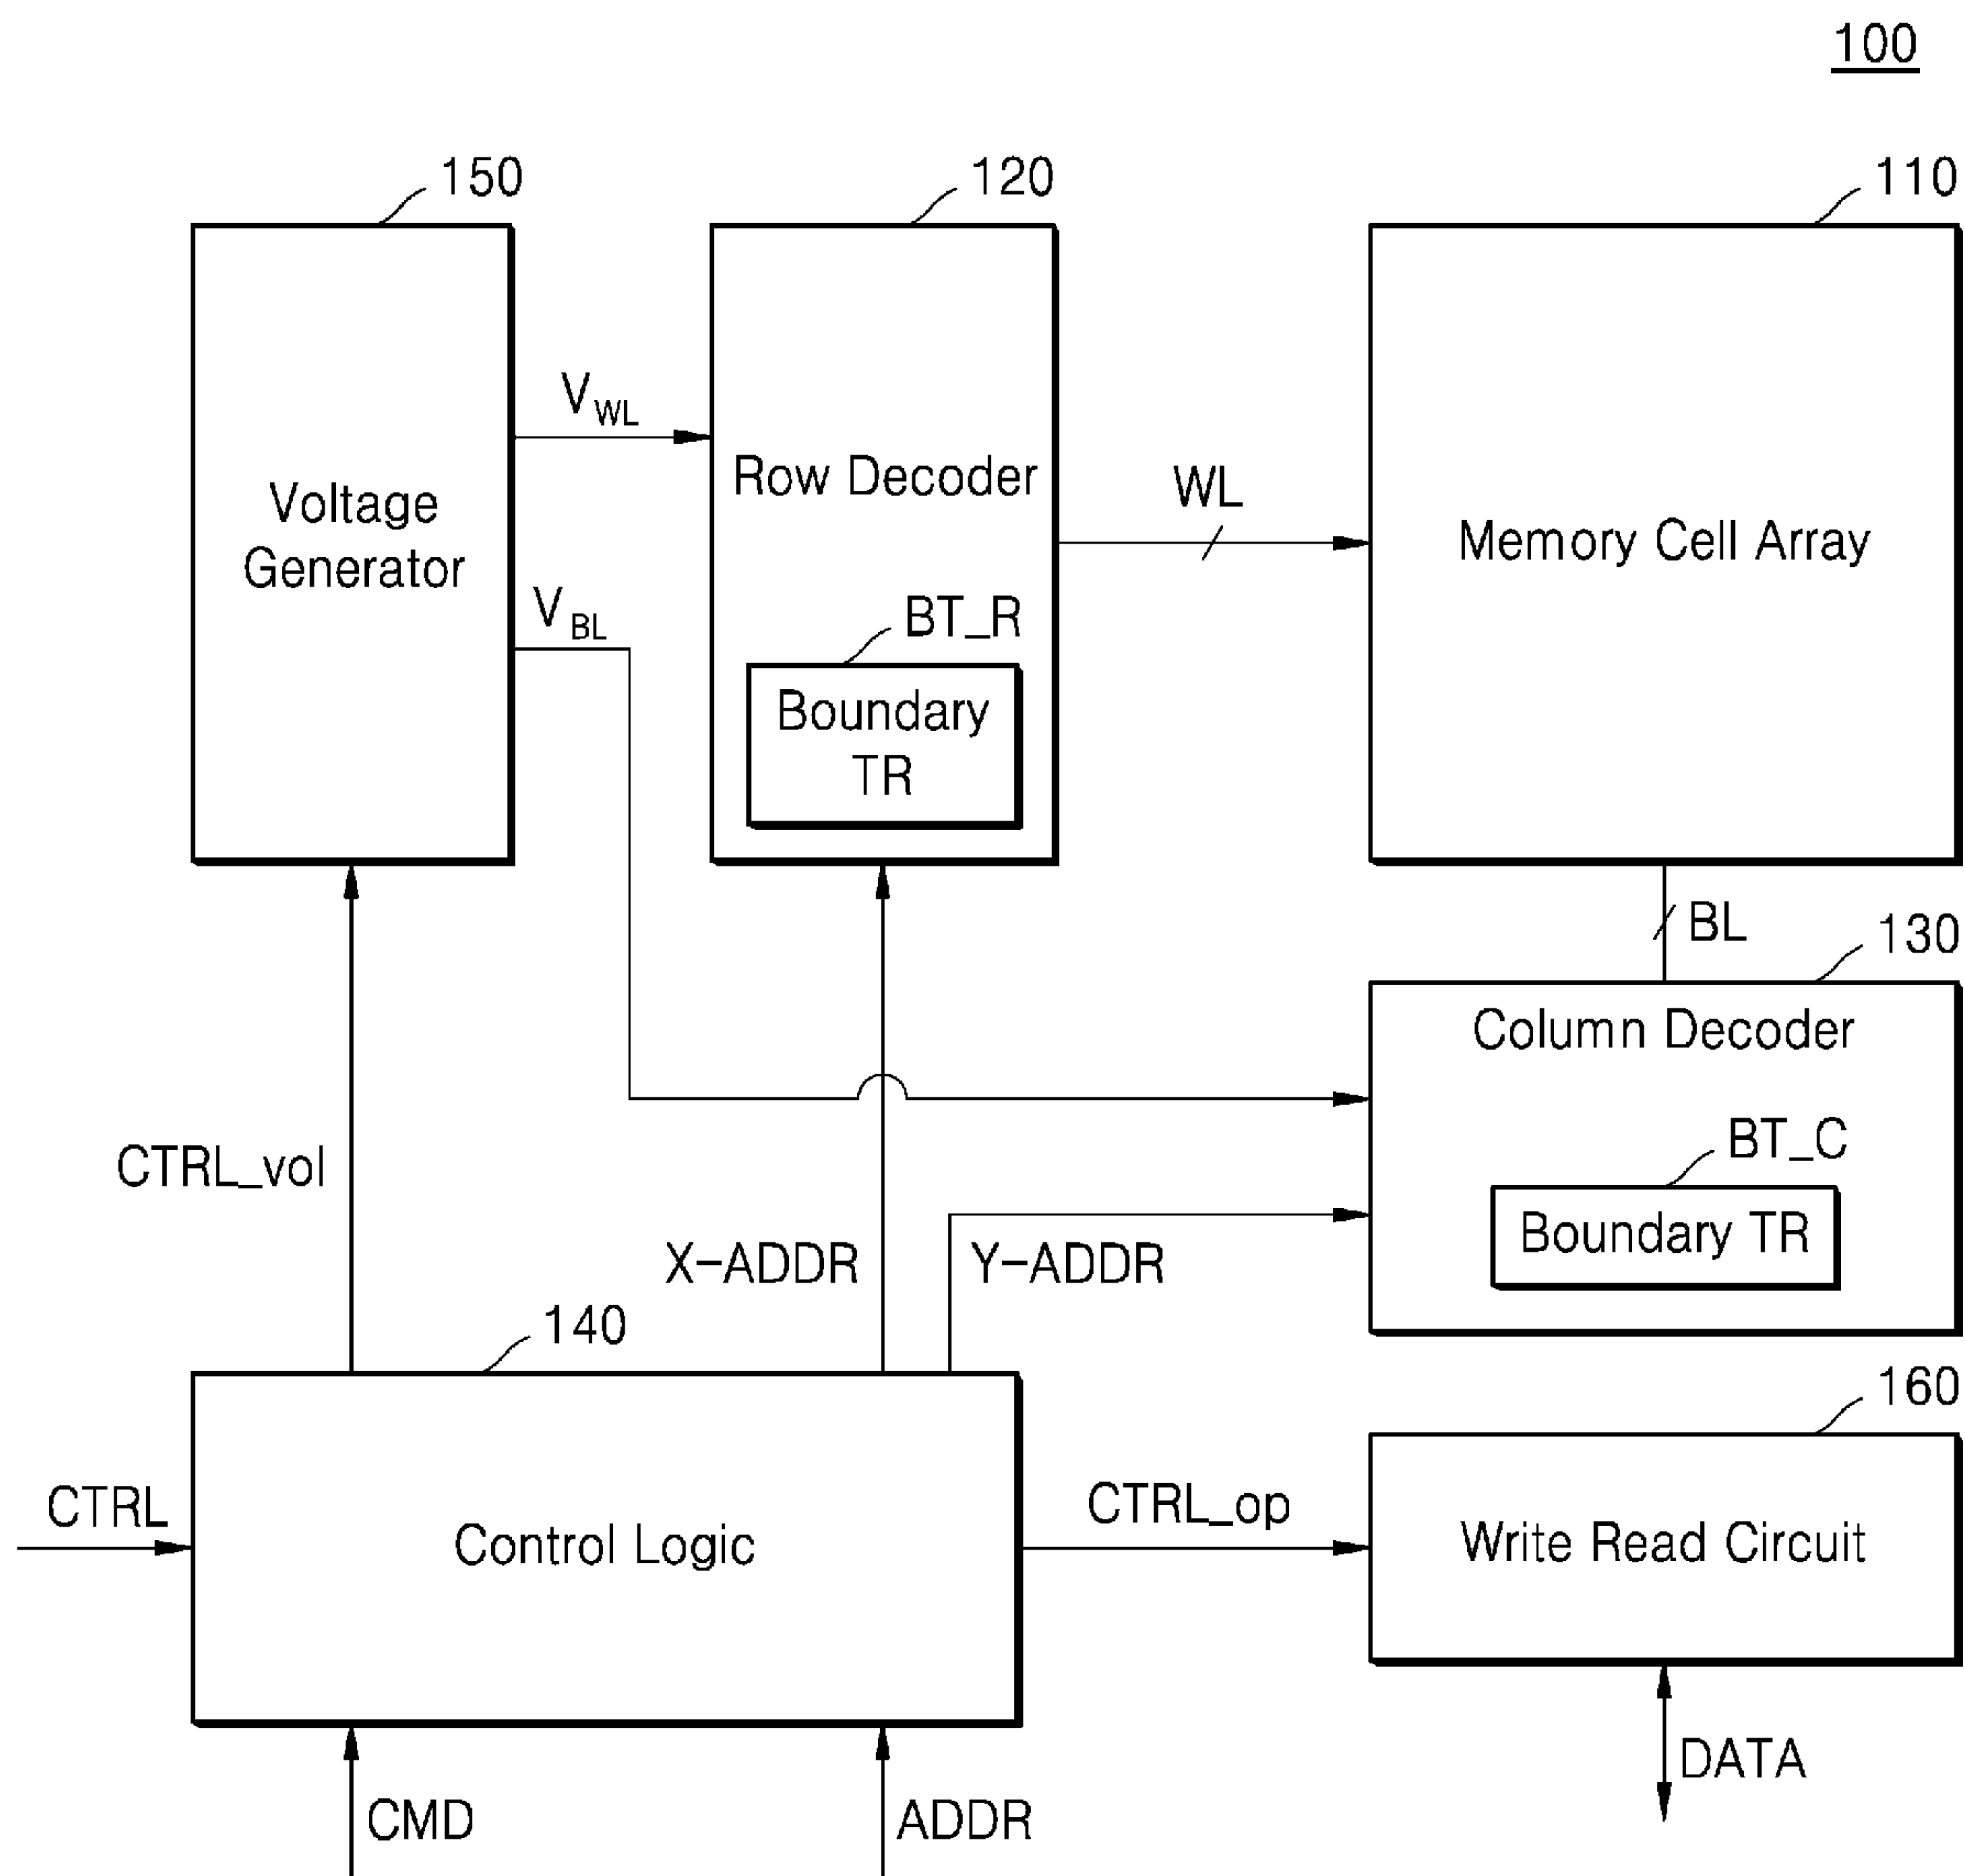 100
150
120
110
Voltage
Generator
V_WL
V_BL
Row Decoder
BT_R
Boundary
TR
WL
Memory Cell Array
BL
130
Column Decoder
BT_C
Boundary TR
CTRL_vol
X-ADDR
Y-ADDR
140
160
CTRL
Control Logic
CTRL_op
Write Read Circuit
CMD
ADDR
DATA